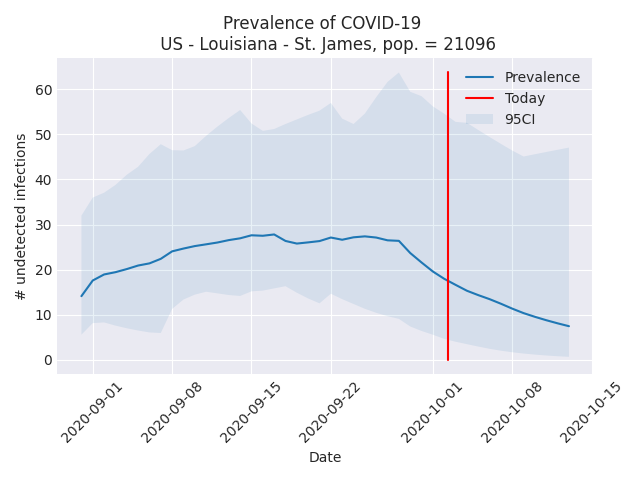 Prevalence of COVID-19
US - Louisiana - St. James, pop. = 21096
Prevalence
Today
95CI
# undetected infections
60
50
40
30
20
10
0
2020-09-01
2020-09-08
2020-09-15
2020-09-22
2020-10-01
2020-10-08
2020-10-15
Date